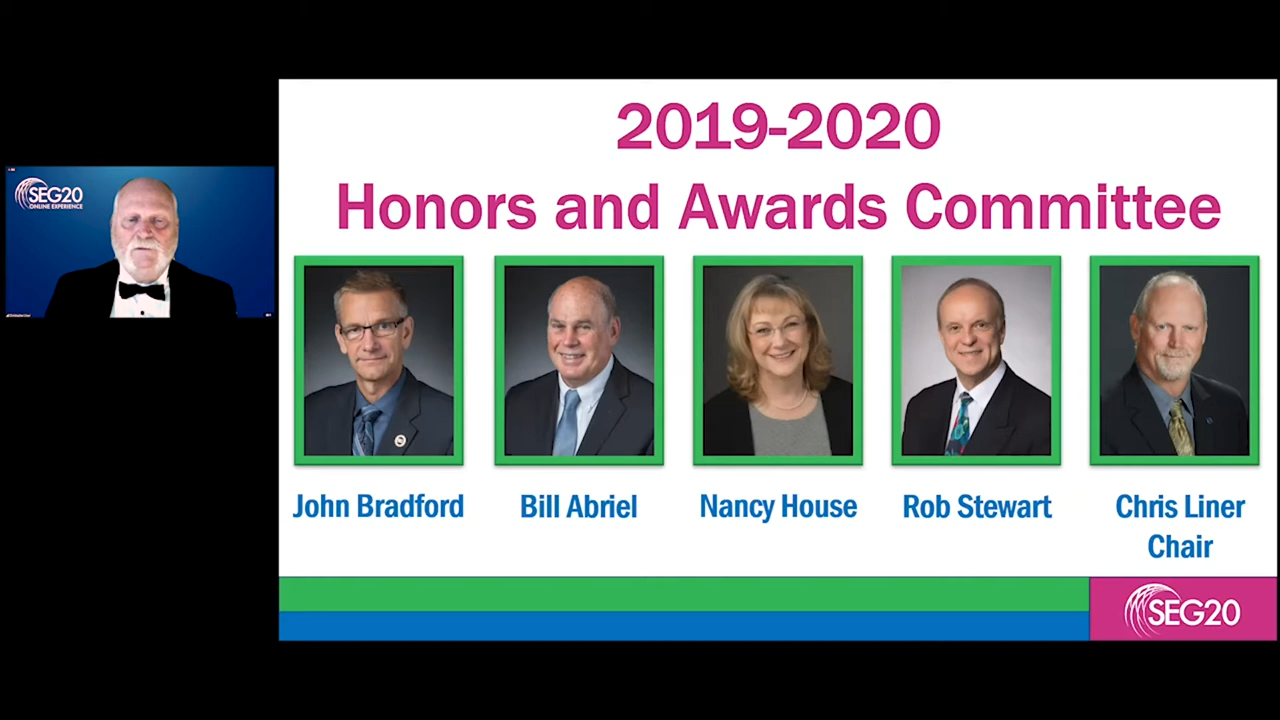 SEG20
ONLINE EXPERIENCE
2019-2020
Honors and Awards Committee
John Bradford
Bill Abriel
Nancy House
Rob Stewart
Chris Liner
Chair
SEG20